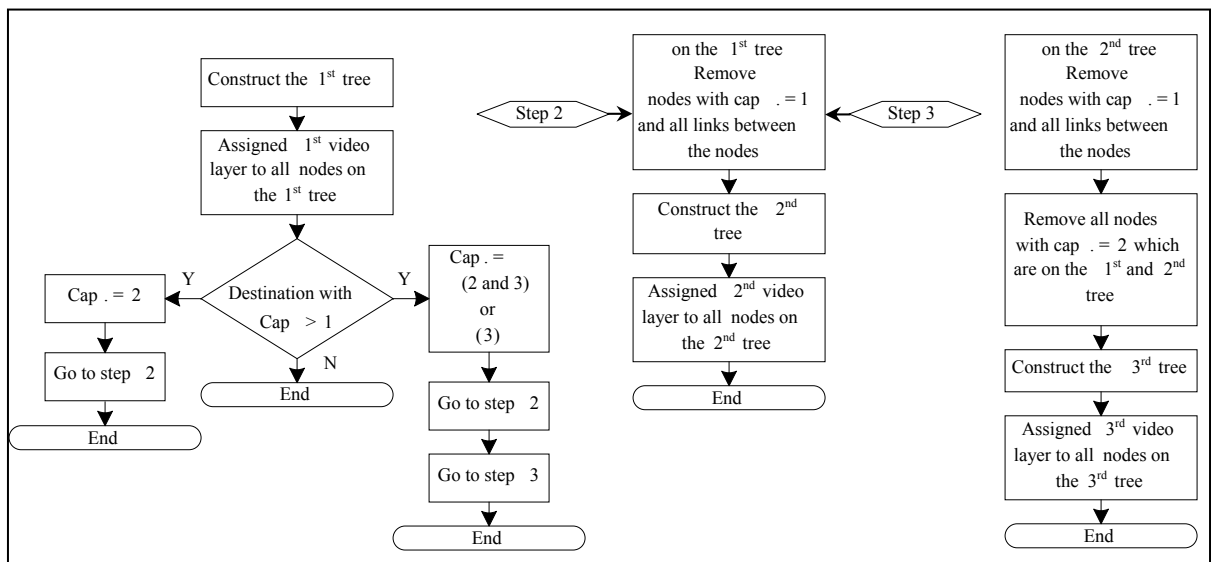 Construct the 1st tree
Assigned 1st video
layer to all nodes on
the 1st tree
Destination with
Cap > 1
Y
Y
N
Cap . = 2
Go to step 2
End
End
Cap . =
(2 and 3)
or
(3)
Go to step 2
Go to step 3
End
Step 2
on the 1st tree
Remove
nodes with cap . = 1
and all links between
the nodes
Construct the 2nd
tree
Assigned 2nd video
layer to all nodes on
the 2nd tree
End
Step 3
on the 2nd tree
Remove
nodes with cap . = 1
and all links between
the nodes
Remove all nodes
with cap . = 2 which
are on the 1st and 2nd
tree
Construct the 3rd tree
Assigned 3rd video
layer to all nodes on
the 3rd tree
End